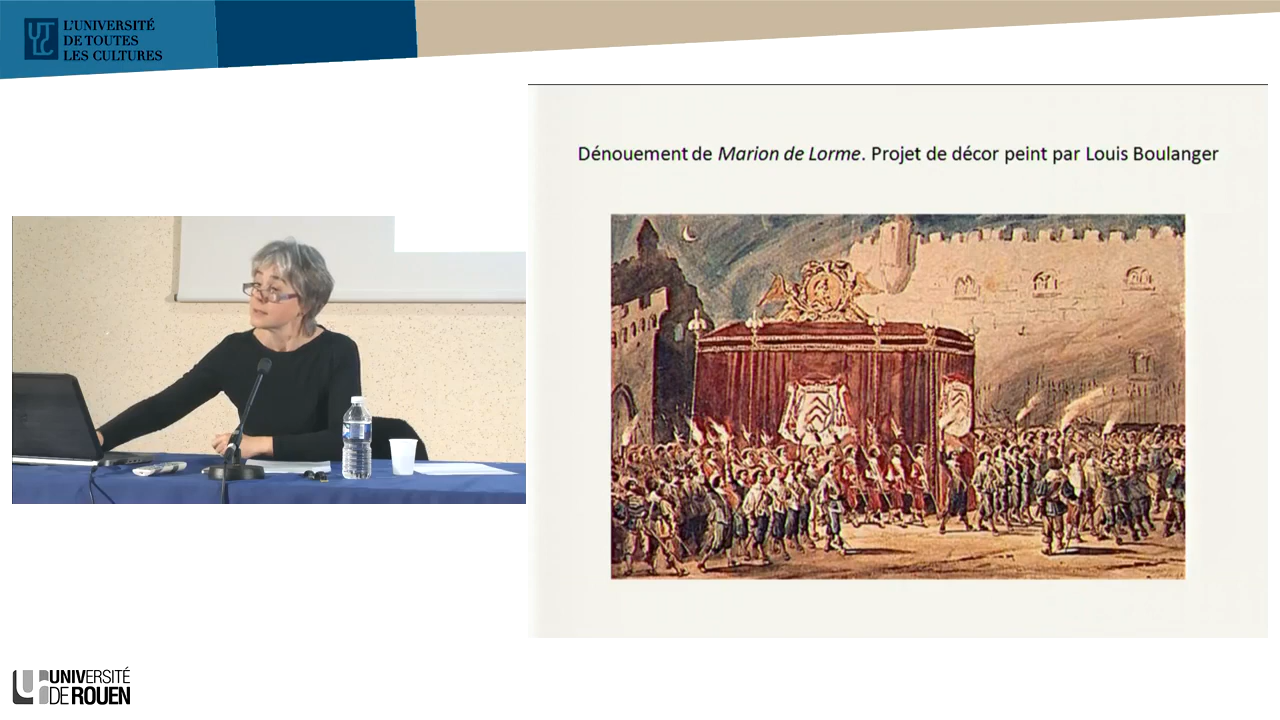 L'UNIVERSITÉ
DE TOUTES
LES CULTURES
Dénouement de Marion de Lorme. Projet de décor peint par Louis Boulanger
UNIVERSITÉ
DE ROUEN